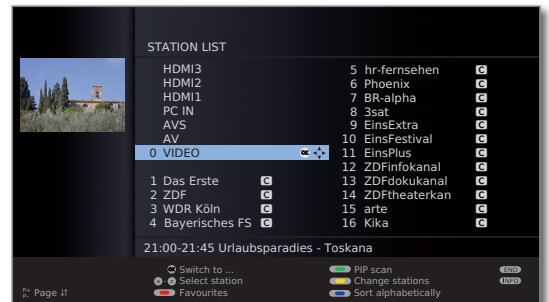 STATION LIST
HDMI3
HDMI2
HDMI1
PC IN
AVS
AV
0 VIDEO OK
1 Das Erste C
2 ZDF C
3 WDR Köln C
4 Bayerisches FS C
5 hr-fernsehen C
6 Phoenix C
7 BR-alpha C
8 3sat C
9 EinsExtra C
10 EinsFestival C
11 EinsPlus C
12 ZDFinfokanal C
13 ZDFdokukanal C
14 ZDFtheaterkan C
15 arte C
16 Kika C
21:00-21:45 Urlaubsparadies - Toskana
P+ P- Page ↓↑
OK Switch to ...
0 - 9 Select station
Favourites
PIP scan
Change stations
Sort alphabetically
END
INFO